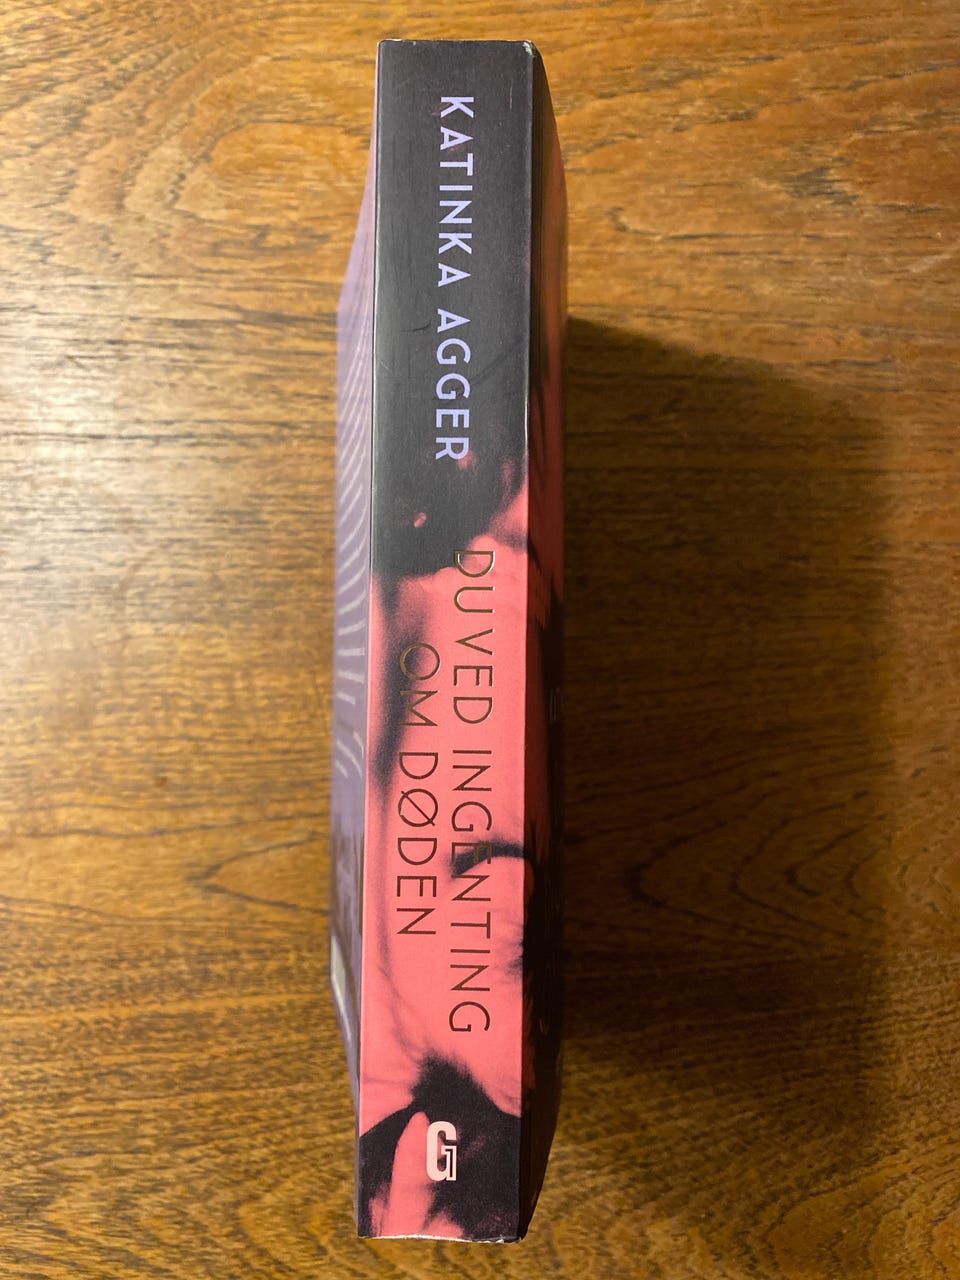 KATINKA AGGER
DU VED INGENTING
OM DØDEN
G